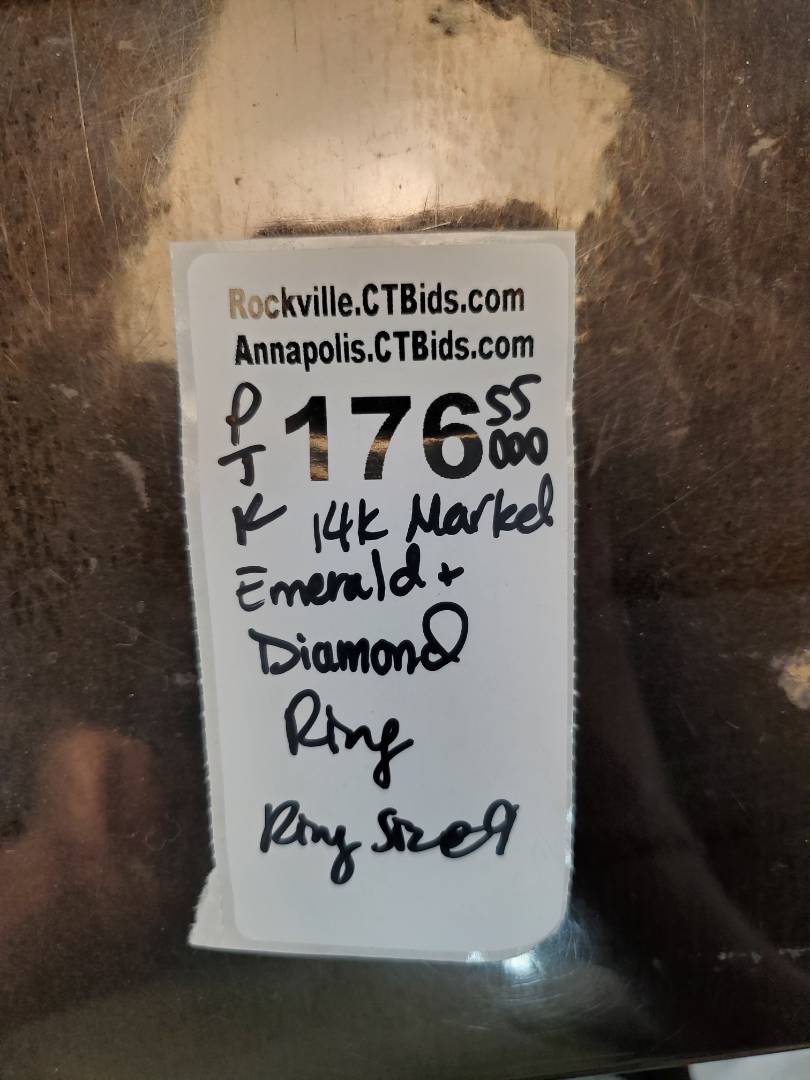 Rockville.CTBids.com
Annapolis.CTBids.com
P
J 176 55
000
K 14K Marked
Emerald +
Diamond
Ring
Ring Size 9